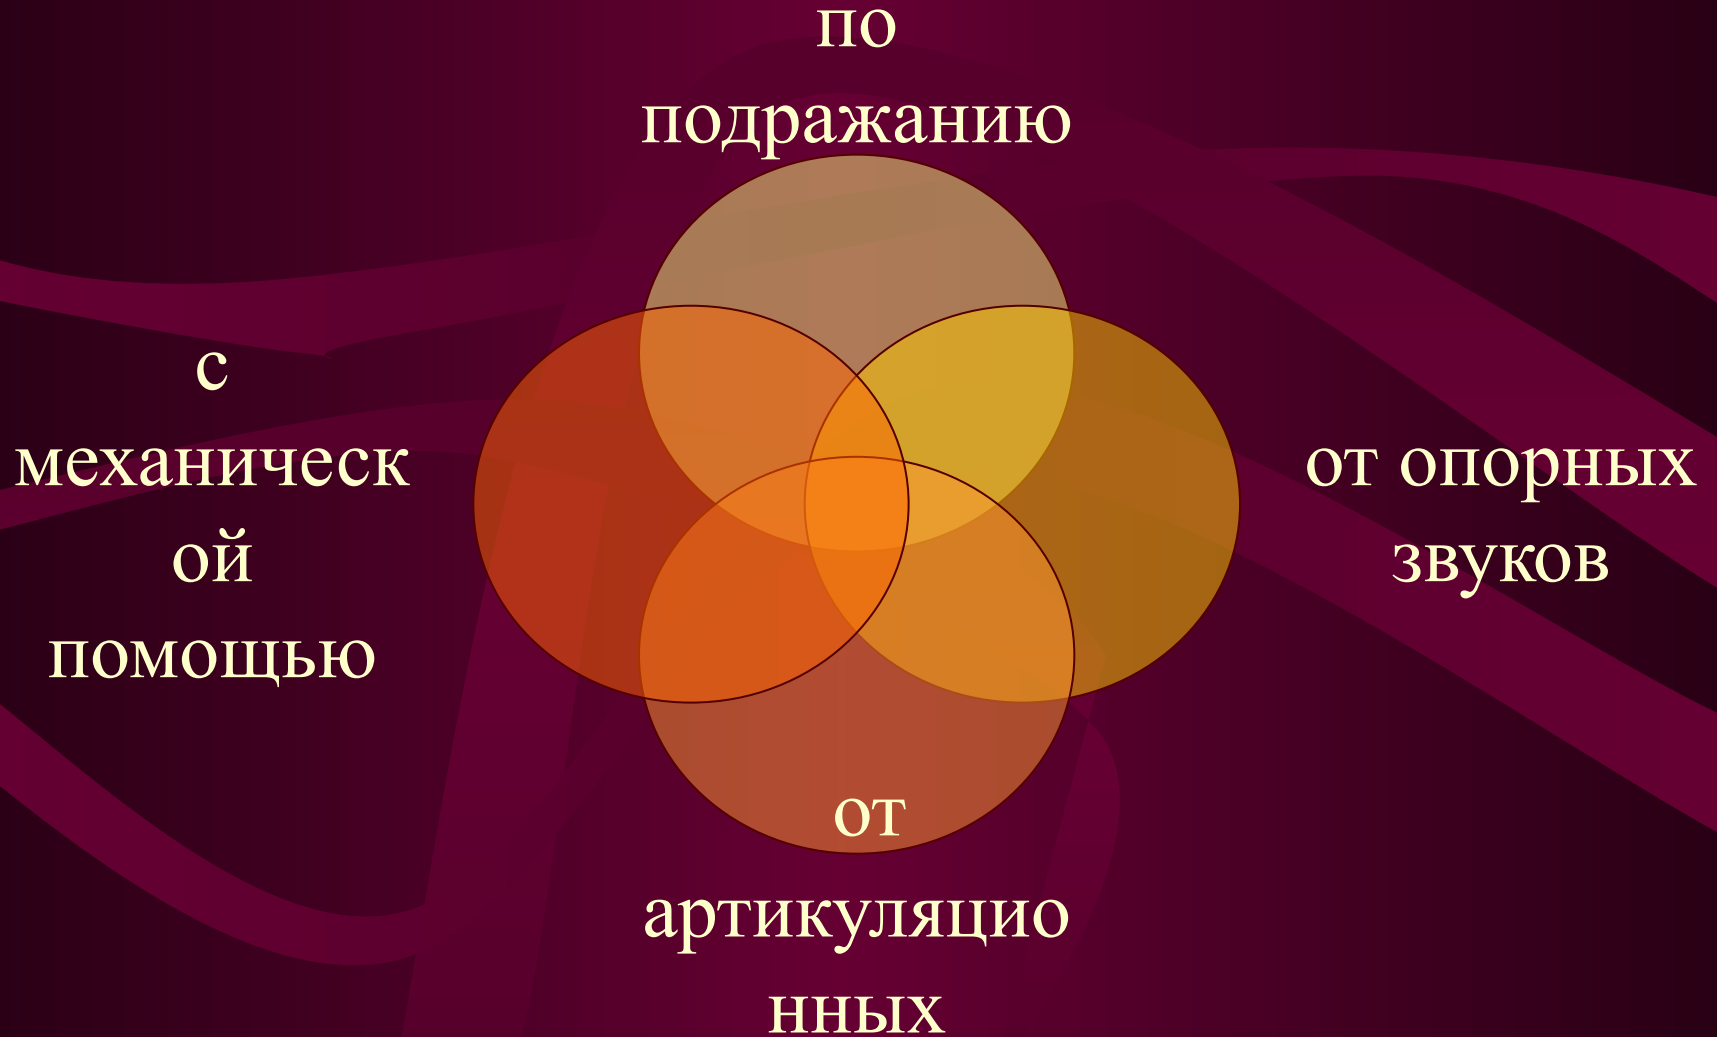 по
подражанию
с
механическ
ой
помощью
от опорных
звуков
от
артикуляцио
нных